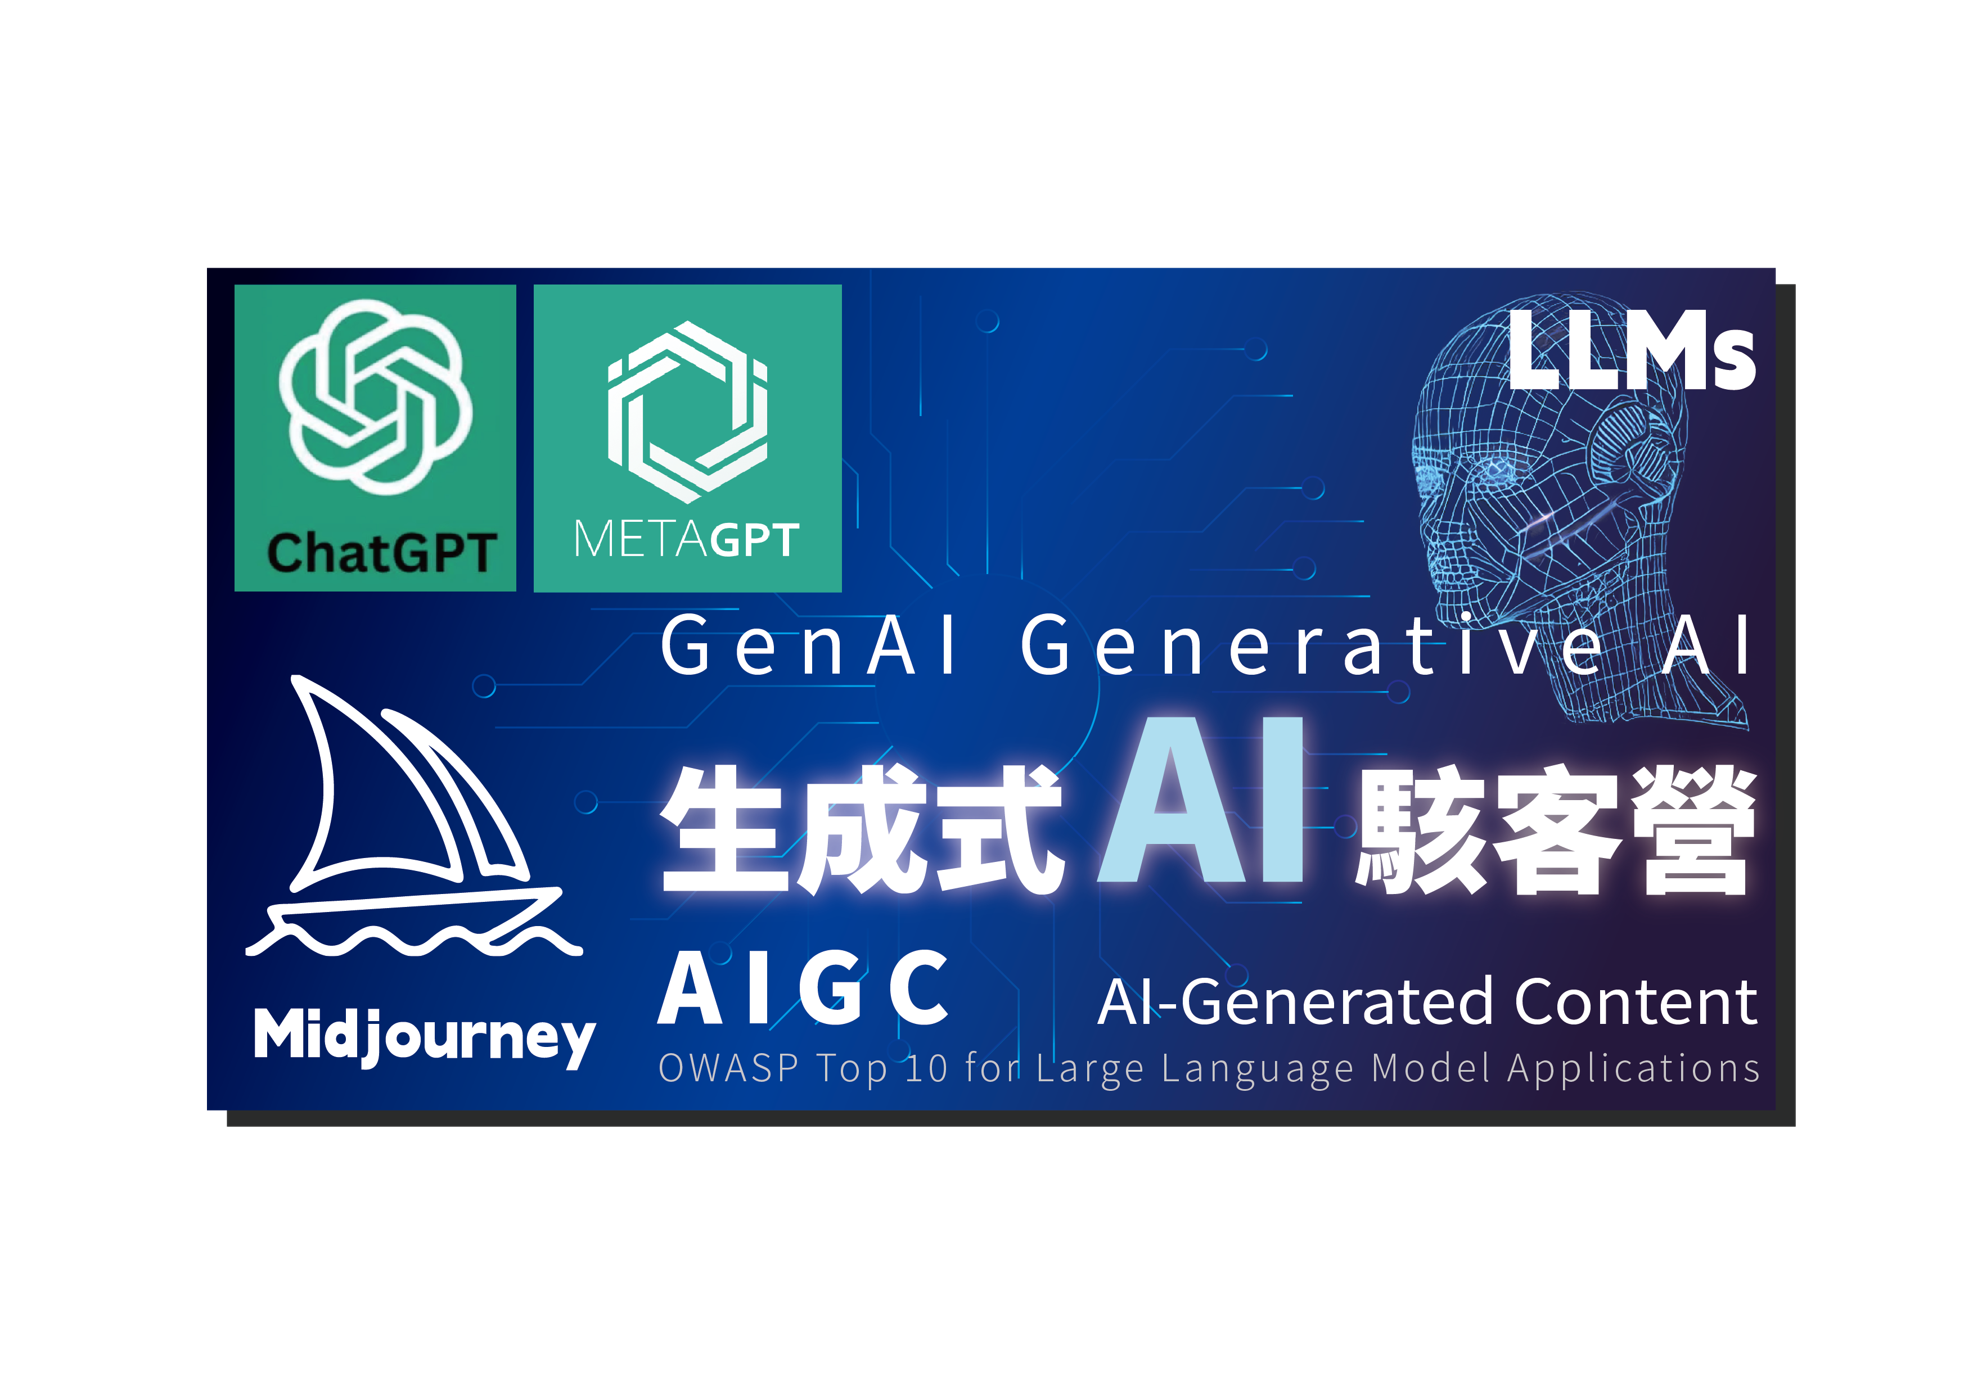 ChatGPT
METAGPT
LLMs
GenAI Generative AI
生成式AI駭客營
Midjourney
AIGC
AI-Generated Content
OWASP Top 10 for Large Language Model Applications